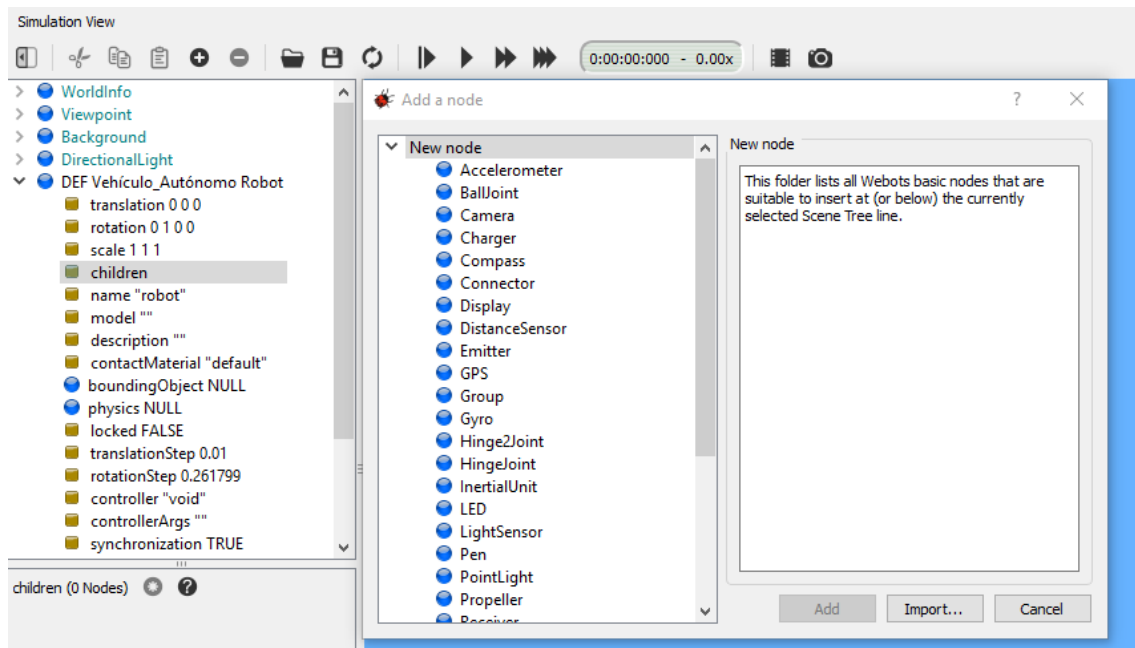 Simulation View
0:00:00:000 - 0.00x
WorldInfo
Viewpoint
Background
DirectionalLight
DEF Vehículo_Autónomo Robot
translation 0 0 0
rotation 0 1 0 0
scale 1 1 1
children
name "robot"
model ""
description ""
contactMaterial "default"
boundingObject NULL
physics NULL
locked FALSE
translationStep 0.01
rotationStep 0.261799
controller "void"
controllerArgs ""
synchronization TRUE
children (0 Nodes)
Add a node
New node
Accelerometer
BallJoint
Camera
Charger
Compass
Connector
Display
DistanceSensor
Emitter
GPS
Group
Gyro
Hinge2Joint
HingeJoint
InertialUnit
LED
LightSensor
Pen
PointLight
Propeller
Receiver
New node
This folder lists all Webots basic nodes that are
suitable to insert at (or below) the currently
selected Scene Tree line.
Add
Import...
Cancel